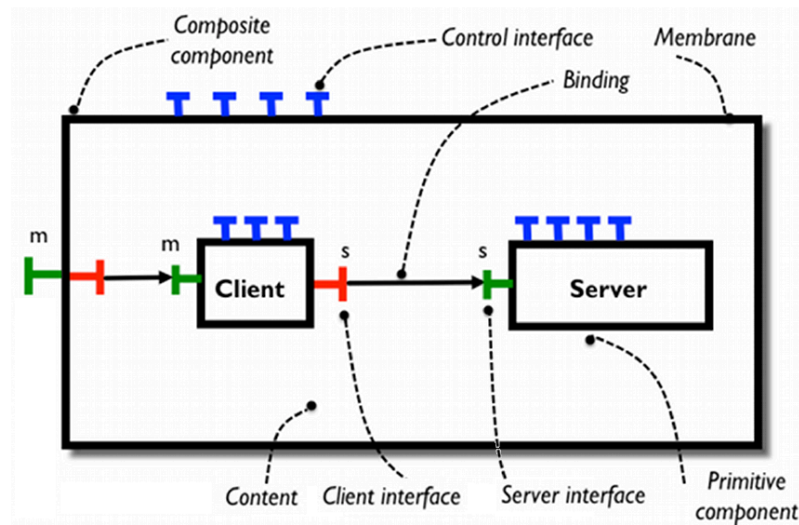 Composite
component
Control interface
Membrane
Binding
m
m
s
s
Client
Server
Content
Client interface
Server interface
Primitive
component